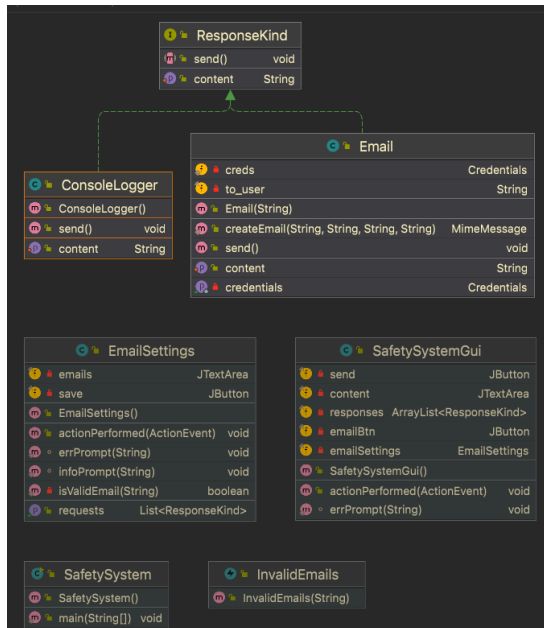 ResponseKind
send() void
content String
Email
creds Credentials
to_user String
Email(String)
createEmail(String, String, String, String) MimeMessage
send() void
content String
credentials Credentials
ConsoleLogger
ConsoleLogger()
send() void
content String
EmailSettings
emails JTextArea
save JButton
EmailSettings()
actionPerformed(ActionEvent) void
errPrompt(String) void
infoPrompt(String) void
isValidEmail(String) boolean
requests List<ResponseKind>
SafetySystemGui
send JButton
content JTextArea
responses ArrayList<ResponseKind>
emailBtn JButton
emailSettings EmailSettings
SafetySystemGui()
actionPerformed(ActionEvent) void
errPrompt(String) void
SafetySystem
SafetySystem()
main(String[]) void
InvalidEmails
InvalidEmails(String)